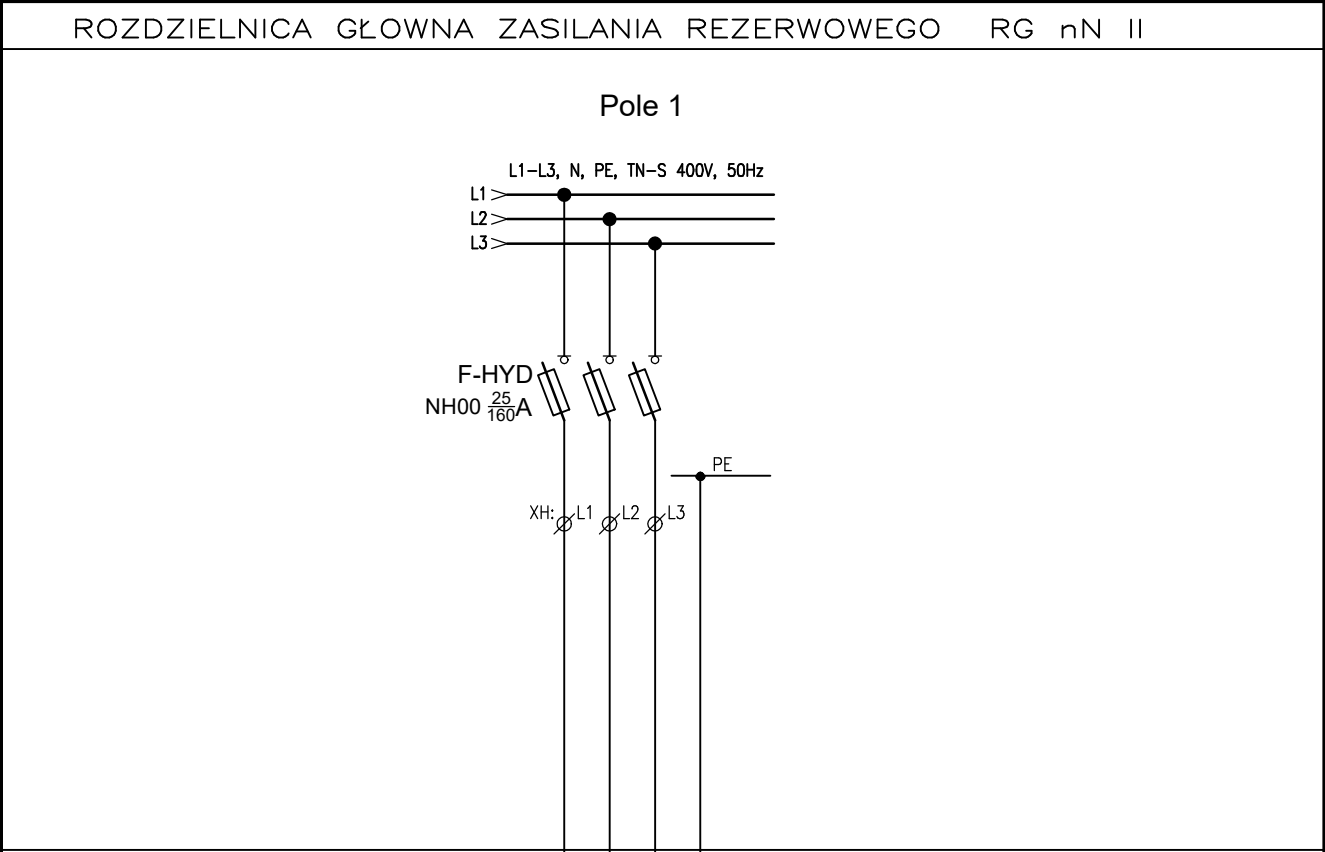 ROZDZIELNICA GŁOWNA ZASILANIA REZERWOWEGO RG nN II
Pole 1
L1-L3, N, PE, TN-S 400V, 50Hz
L1
L2
L3
F-HYD
NH00 25/160A
PE
XH: L1 L2 L3